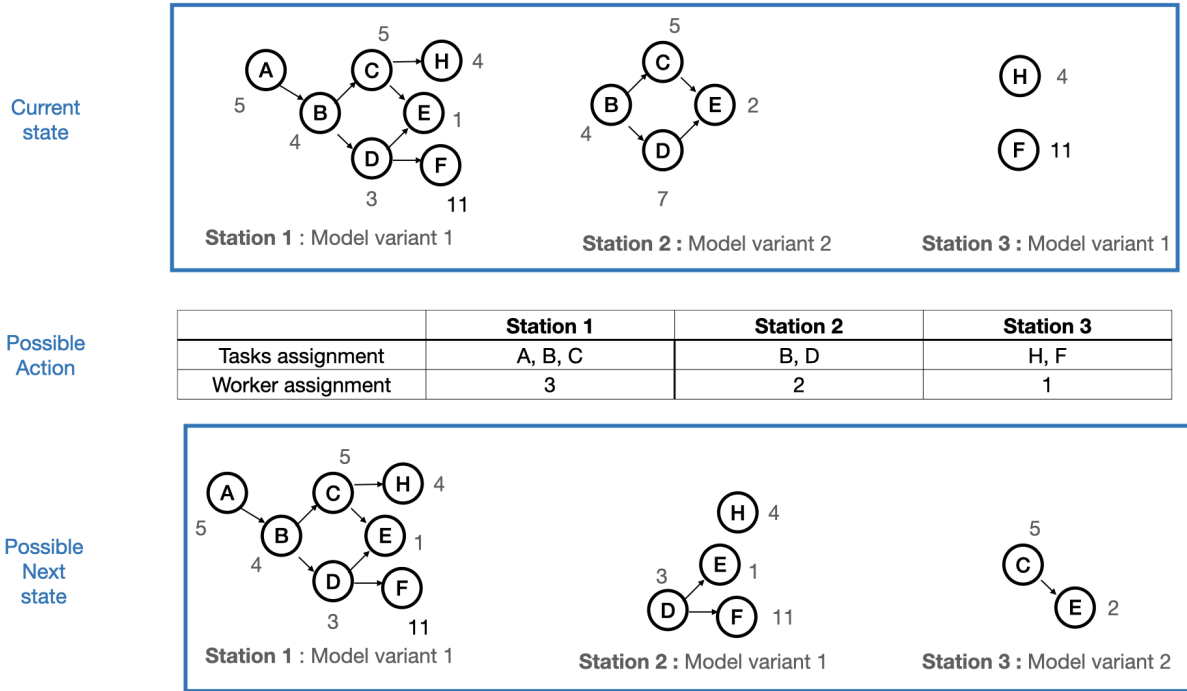 Current
state
A
5
B
4
C
5
H
4
E
1
D
3
F
11
Station 1 : Model variant 1
B
4
C
5
E
2
D
7
Station 2 : Model variant 2
H
4
F
11
Station 3 : Model variant 1
Possible
Action
Station 1 Station 2 Station 3
Tasks assignment A, B, C B, D H, F
Worker assignment 3 2 1
Possible
Next
state
A
5
B
4
C
5
H
4
E
1
D
3
F
11
Station 1 : Model variant 1
H
4
E
1
3
D
F
11
Station 2 : Model variant 1
5
C
E
2
Station 3 : Model variant 2